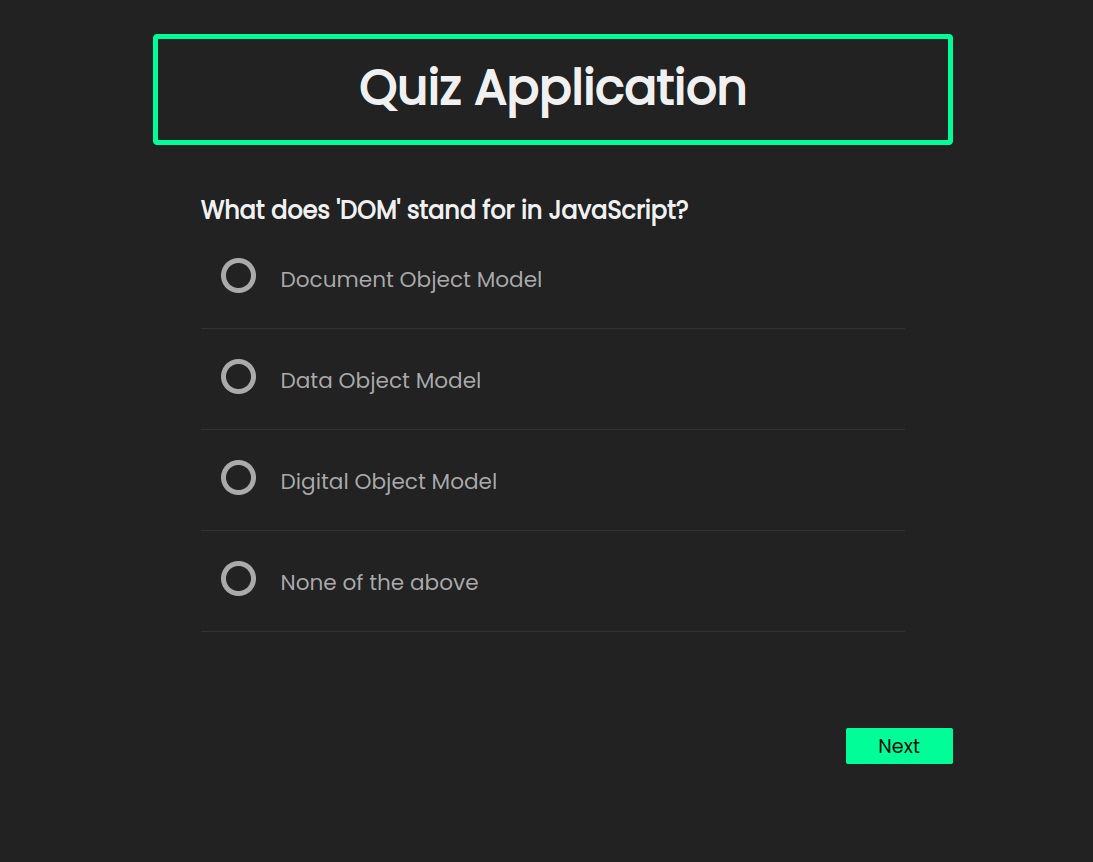 Quiz Application
What does 'DOM' stand for in JavaScript?
Document Object Model
Data Object Model
Digital Object Model
None of the above
Next